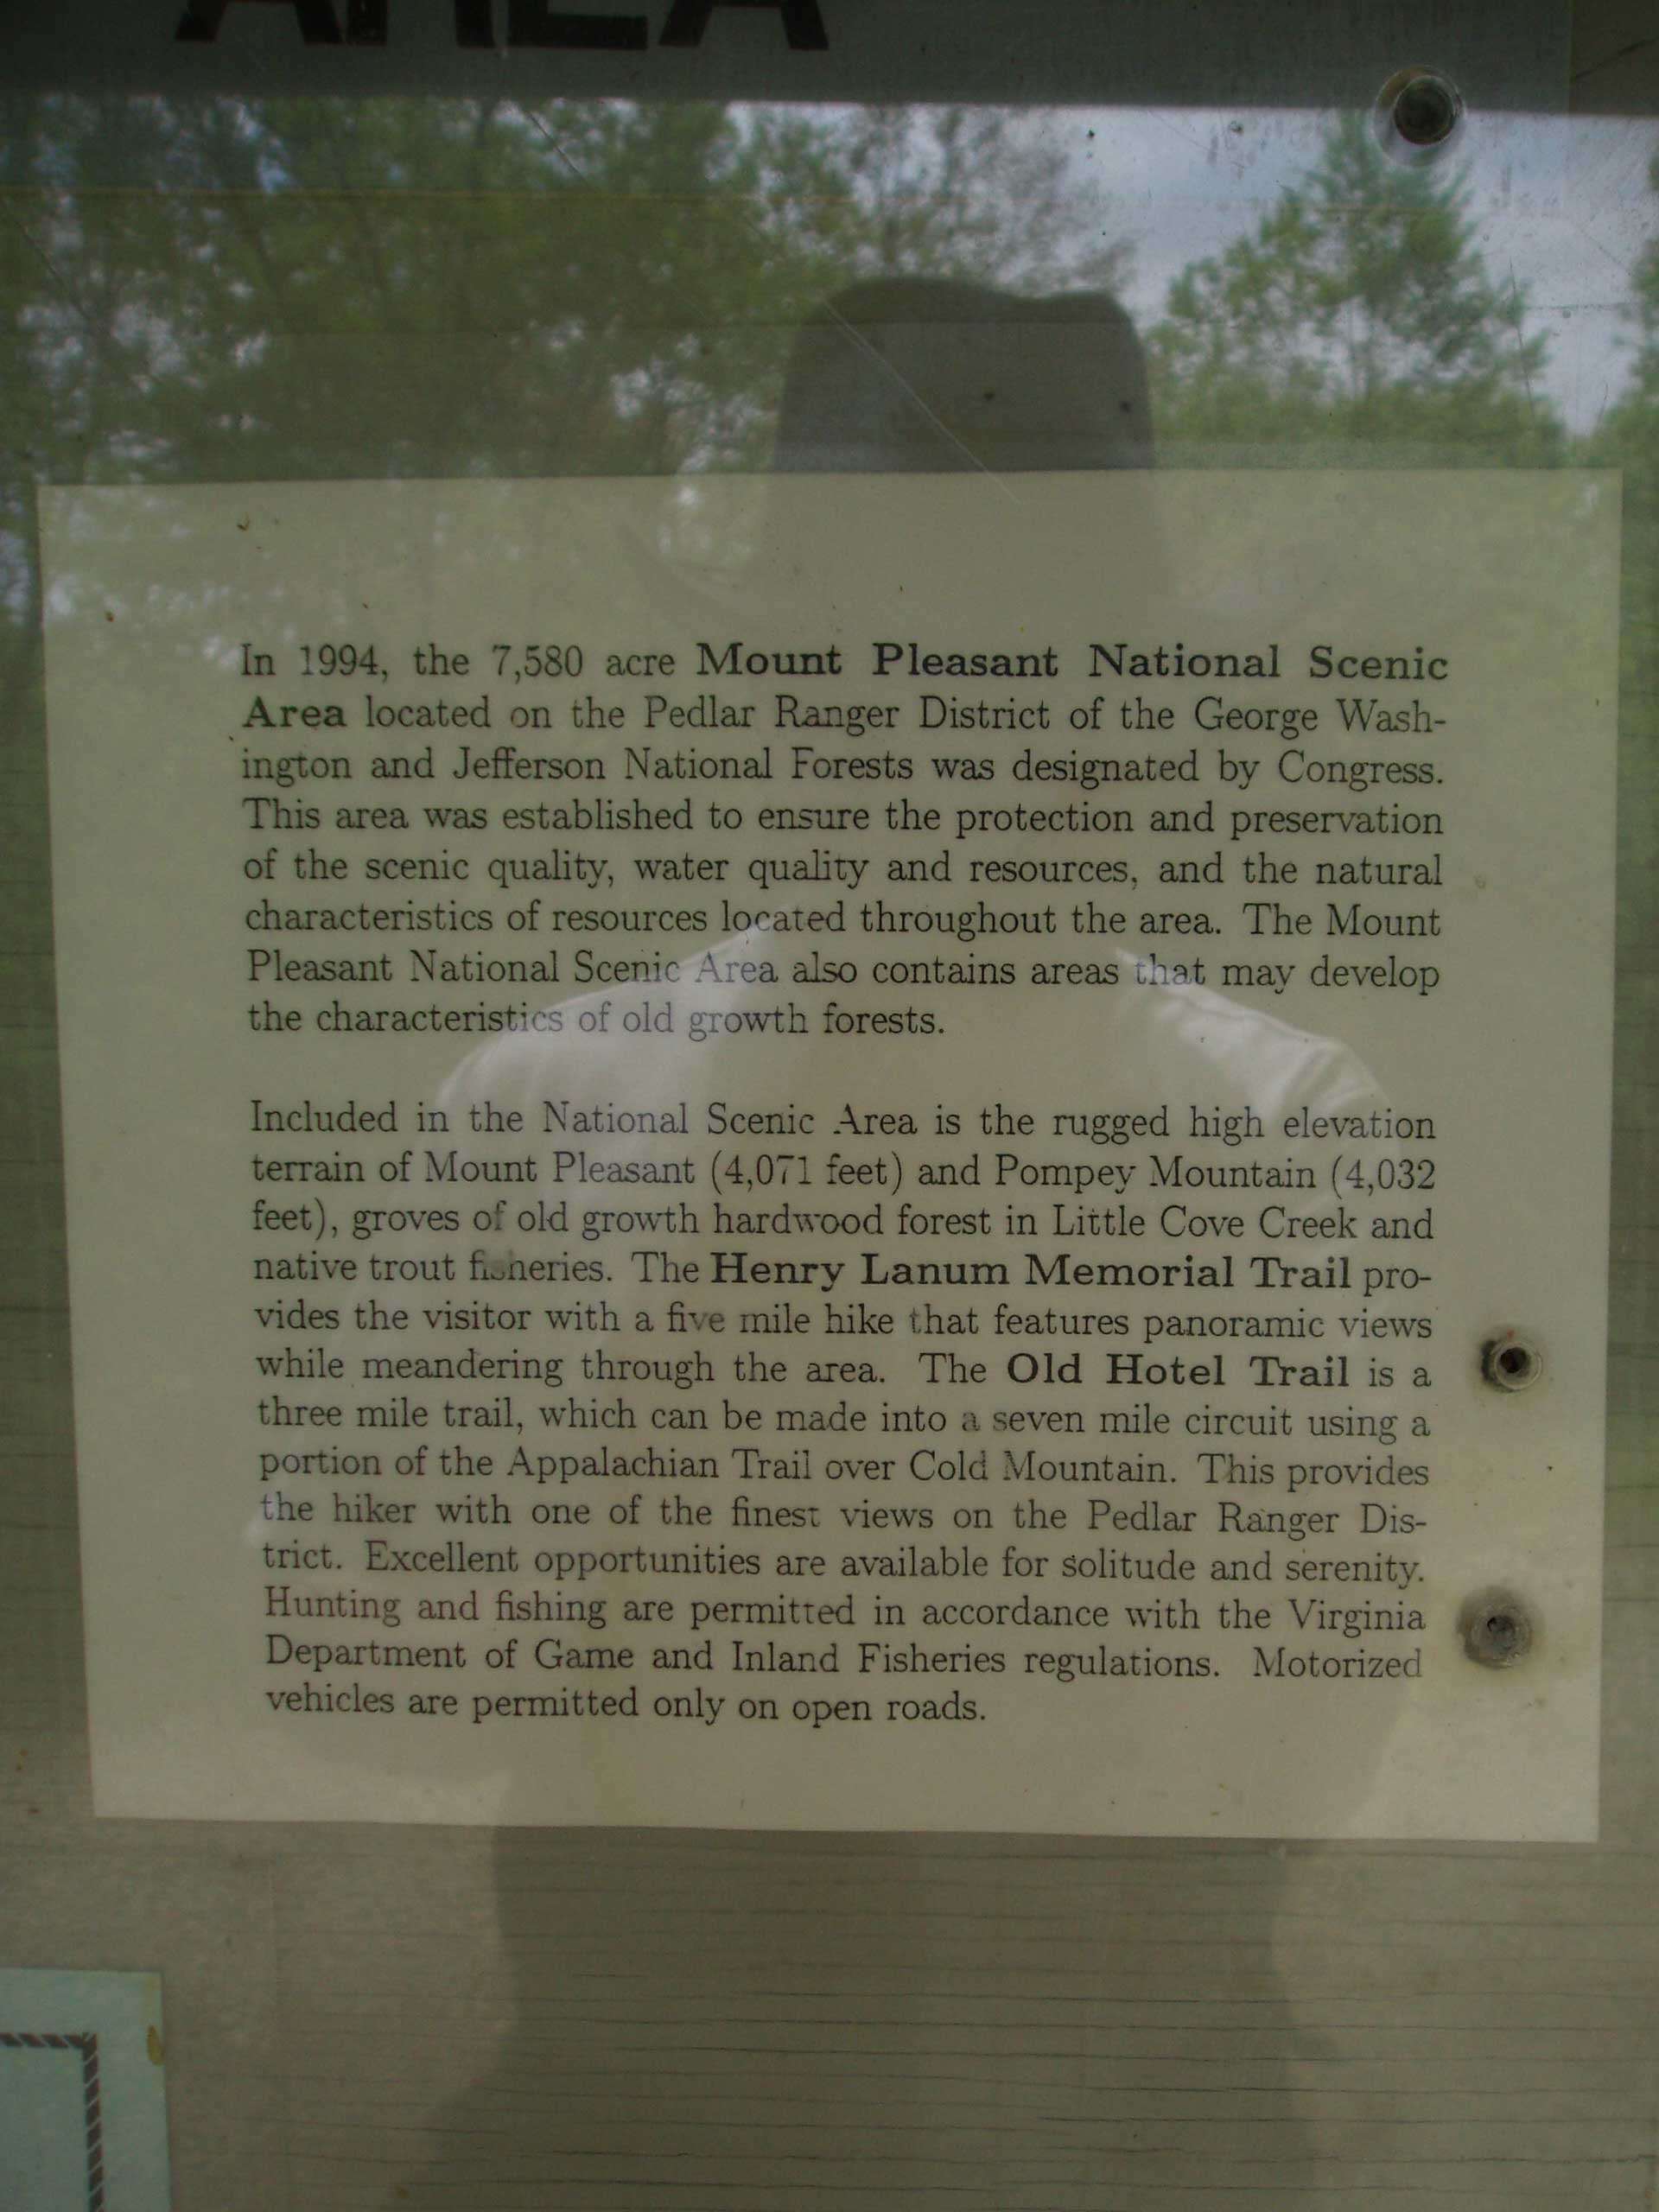 AREA
In 1994, the 7,580 acre Mount Pleasant National Scenic
Area located on the Pedlar Ranger District of the George Wash-
ington and Jefferson National Forests was designated by Congress.
This area was established to ensure the protection and preservation
of the scenic quality, water quality and resources, and the natural
characteristics of resources located throughout the area. The Mount
Pleasant National Scenic Area also contains areas that may develop
the characteristics of old growth forests.
Included in the National Scenic Area is the rugged high elevation
terrain of Mount Pleasant (4,071 feet) and Pompey Mountain (4,032
feet), groves of old growth hardwood forest in Little Cove Creek and
native trout fisheries. The Henry Lanum Memorial Trail pro-
vides the visitor with a five mile hike that features panoramic views
while meandering through the area. The Old Hotel Trail is a
three mile trail, which can be made into a seven mile circuit using a
portion of the Appalachian Trail over Cold Mountain. This provides
the hiker with one of the finest views on the Pedlar Ranger Dis-
trict. Excellent opportunities are available for solitude and serenity.
Hunting and fishing are permitted in accordance with the Virginia
Department of Game and Inland Fisheries regulations. Motorized
vehicles are permitted only on open roads.